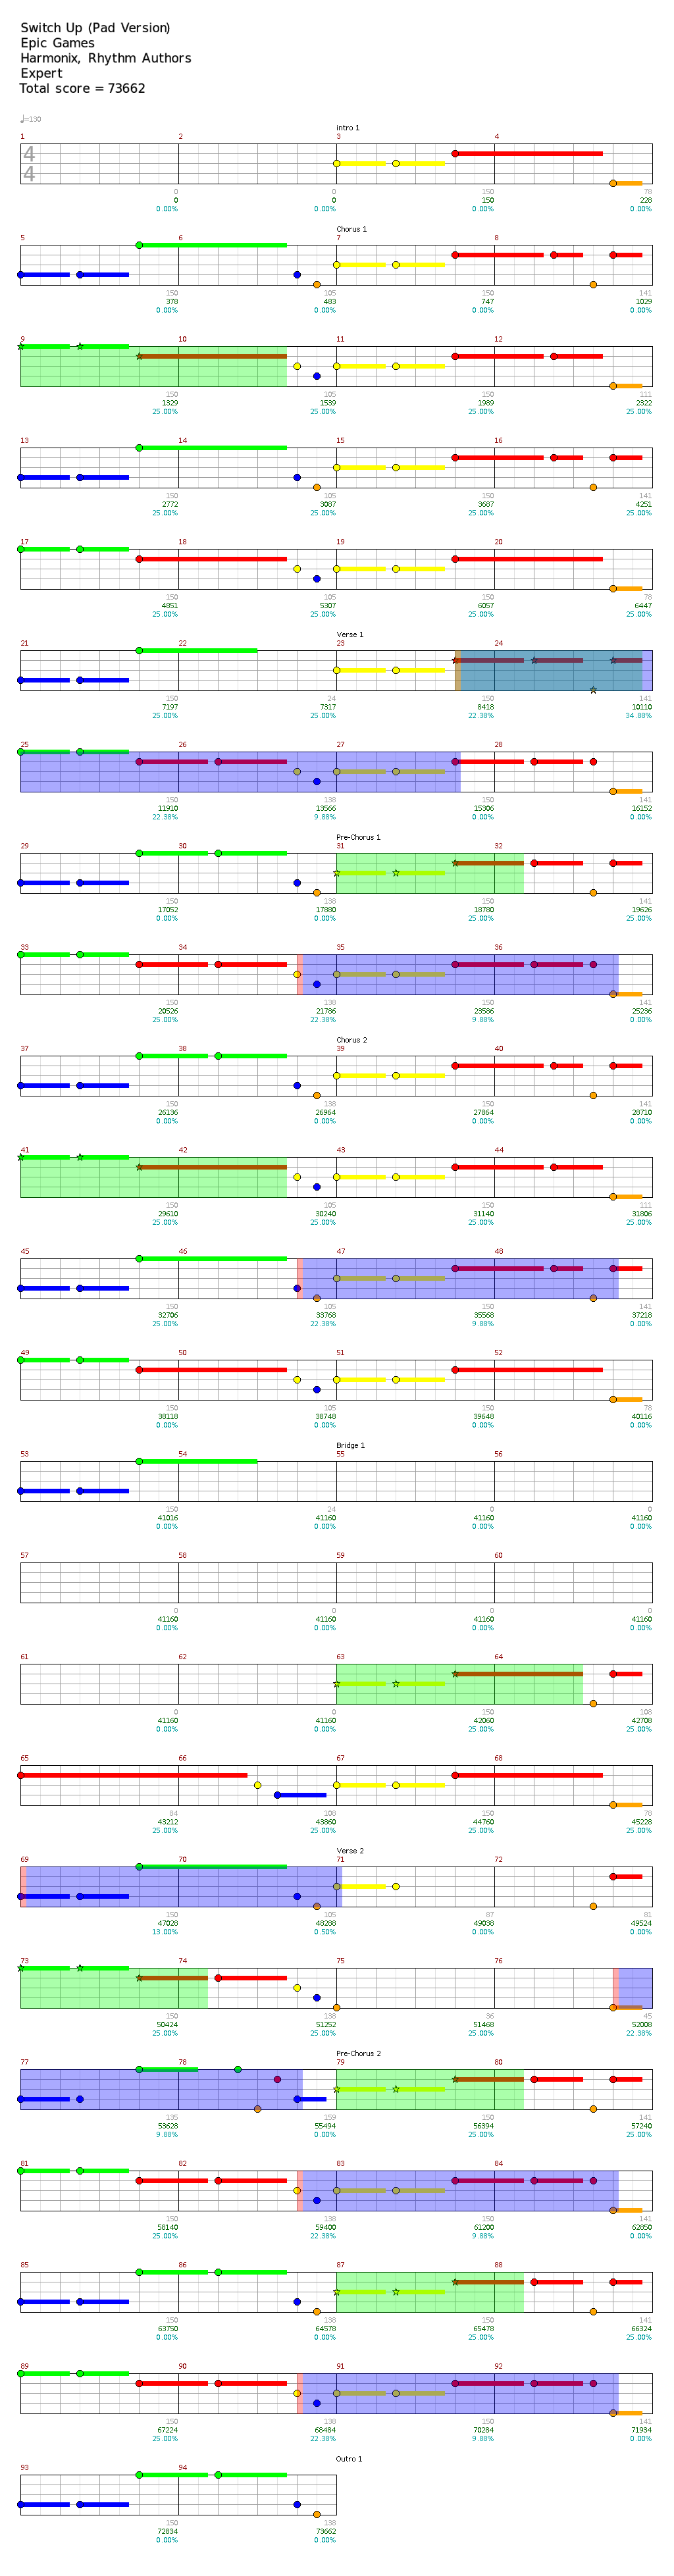 Switch Up (Pad Version)
Epic Games
Harmonix, Rhythm Authors
Expert
Total score = 73662
♩=130
intro 1
1 2 3 4
4
4
0 0 150 78
0 0 150 228
0.00% 0.00% 0.00% 0.00%
Chorus 1
5 6 7 8
150 105 150 141
378 483 747 1029
0.00% 0.00% 0.00% 0.00%
9 10 11 12
150 105 150 111
1329 1539 1989 2322
25.00% 25.00% 25.00% 25.00%
13 14 15 16
150 105 150 141
2772 3087 3687 4251
25.00% 25.00% 25.00% 25.00%
17 18 19 20
150 105 150 78
4851 5307 6057 6447
25.00% 25.00% 25.00% 25.00%
Verse 1
21 22 23 24
150 24 150 141
7197 7317 8418 10110
25.00% 25.00% 22.38% 34.88%
25 26 27 28
150 138 150 141
11910 13566 15306 16152
22.38% 9.88% 0.00% 0.00%
Pre-Chorus 1
29 30 31 32
150 138 150 141
17052 17880 18780 19626
0.00% 0.00% 25.00% 25.00%
33 34 35 36
150 138 150 141
20526 21786 23586 25236
25.00% 22.38% 9.88% 0.00%
Chorus 2
37 38 39 40
150 138 150 141
26136 26964 27864 28710
0.00% 0.00% 0.00% 0.00%
41 42 43 44
150 105 150 111
29610 30240 31140 31806
25.00% 25.00% 25.00% 25.00%
45 46 47 48
150 105 150 141
32706 33768 35568 37218
25.00% 22.38% 9.88% 0.00%
49 50 51 52
150 105 150 78
38118 38748 39648 40116
0.00% 0.00% 0.00% 0.00%
Bridge 1
53 54 55 56
150 24 0 0
41016 41160 41160 41160
0.00% 0.00% 0.00% 0.00%
57 58 59 60
0 0 0 0
41160 41160 41160 41160
0.00% 0.00% 0.00% 0.00%
61 62 63 64
0 0 150 108
41160 41160 42060 42708
0.00% 0.00% 25.00% 25.00%
65 66 67 68
84 108 150 78
43212 43860 44760 45228
25.00% 25.00% 25.00% 25.00%
Verse 2
69 70 71 72
150 105 87 81
47028 48288 49038 49524
13.00% 0.50% 0.00% 0.00%
73 74 75 76
150 138 36 45
50424 51252 51468 52008
25.00% 25.00% 25.00% 22.38%
Pre-Chorus 2
77 78 79 80
135 159 150 141
53628 55494 56394 57240
9.88% 0.00% 25.00% 25.00%
81 82 83 84
150 138 150 141
58140 59400 61200 62850
25.00% 22.38% 9.88% 0.00%
85 86 87 88
150 138 150 141
63750 64578 65478 66324
0.00% 0.00% 25.00% 25.00%
89 90 91 92
150 138 150 141
67224 68484 70284 71934
25.00% 22.38% 9.88% 0.00%
Outro 1
93 94
150 138
72834 73662
0.00% 0.00%